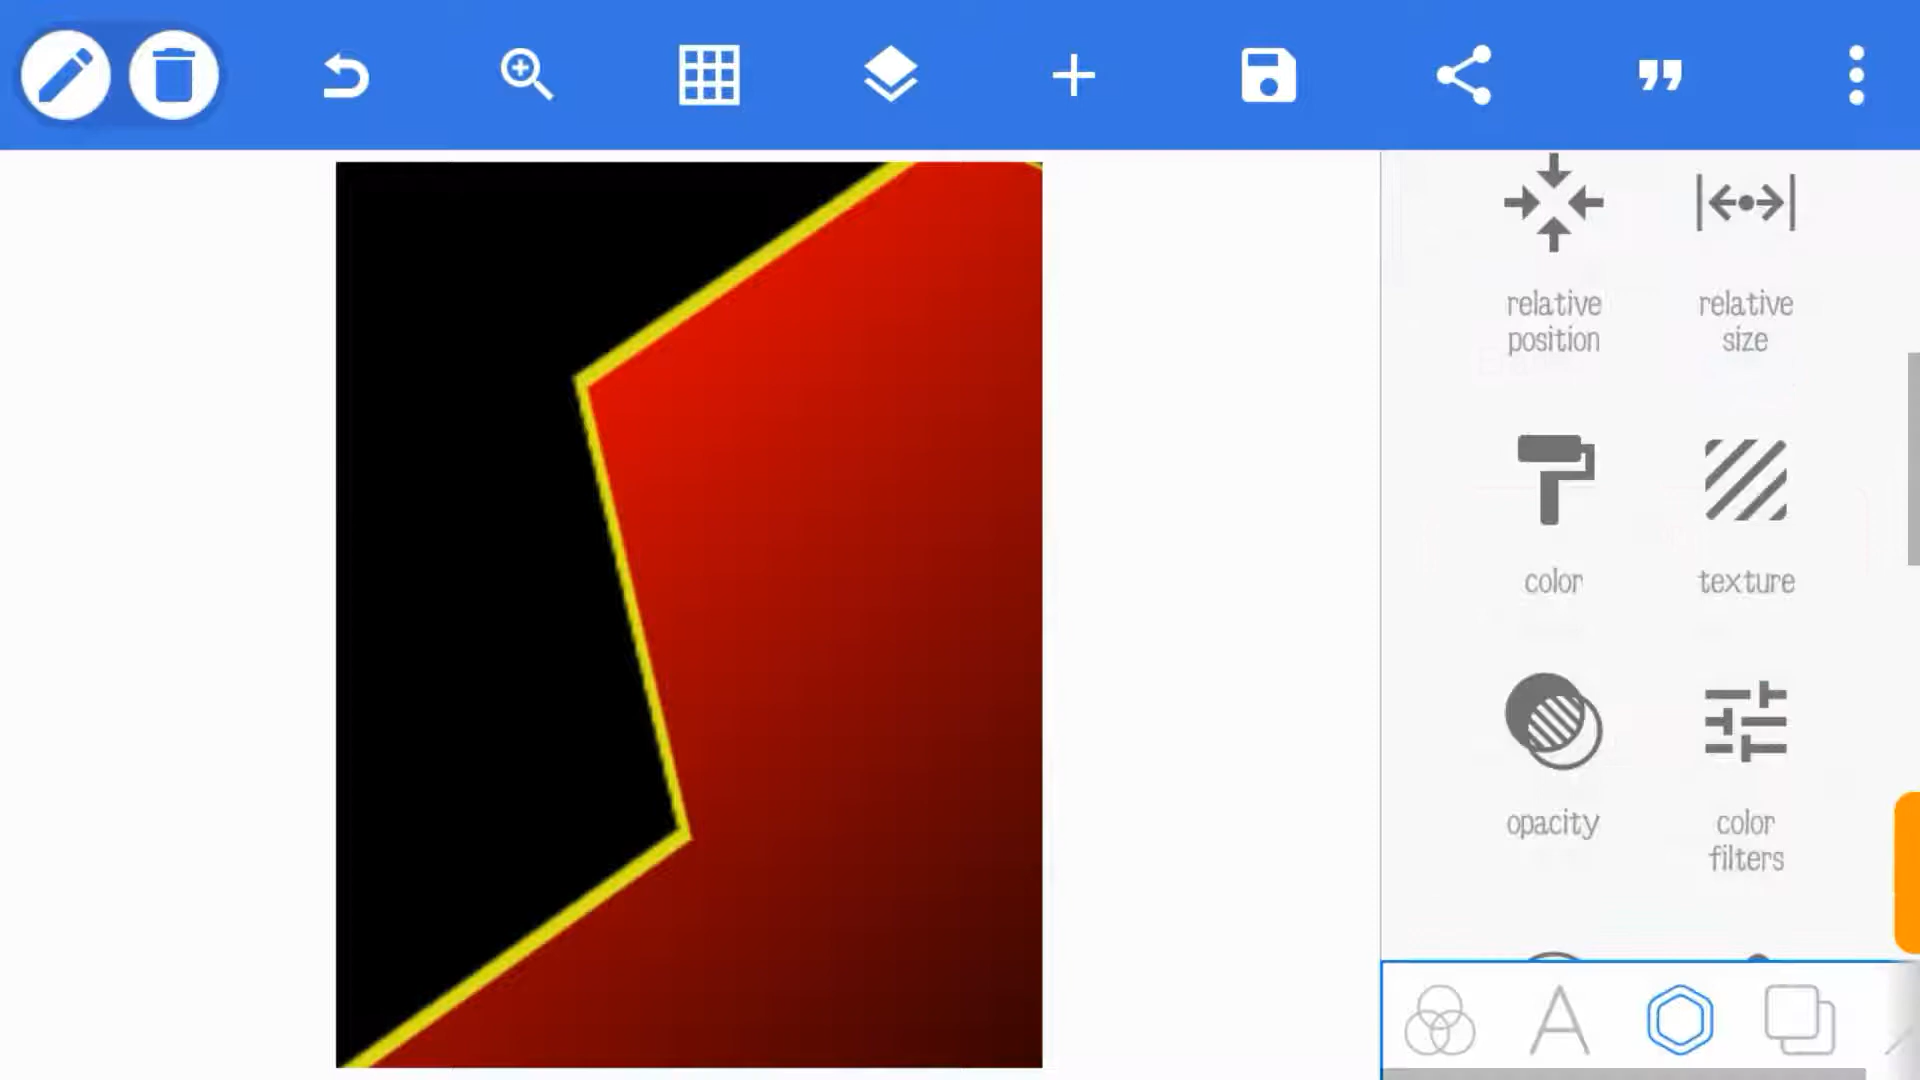 relative
position
relative
size
color
texture
opacity
color
filters